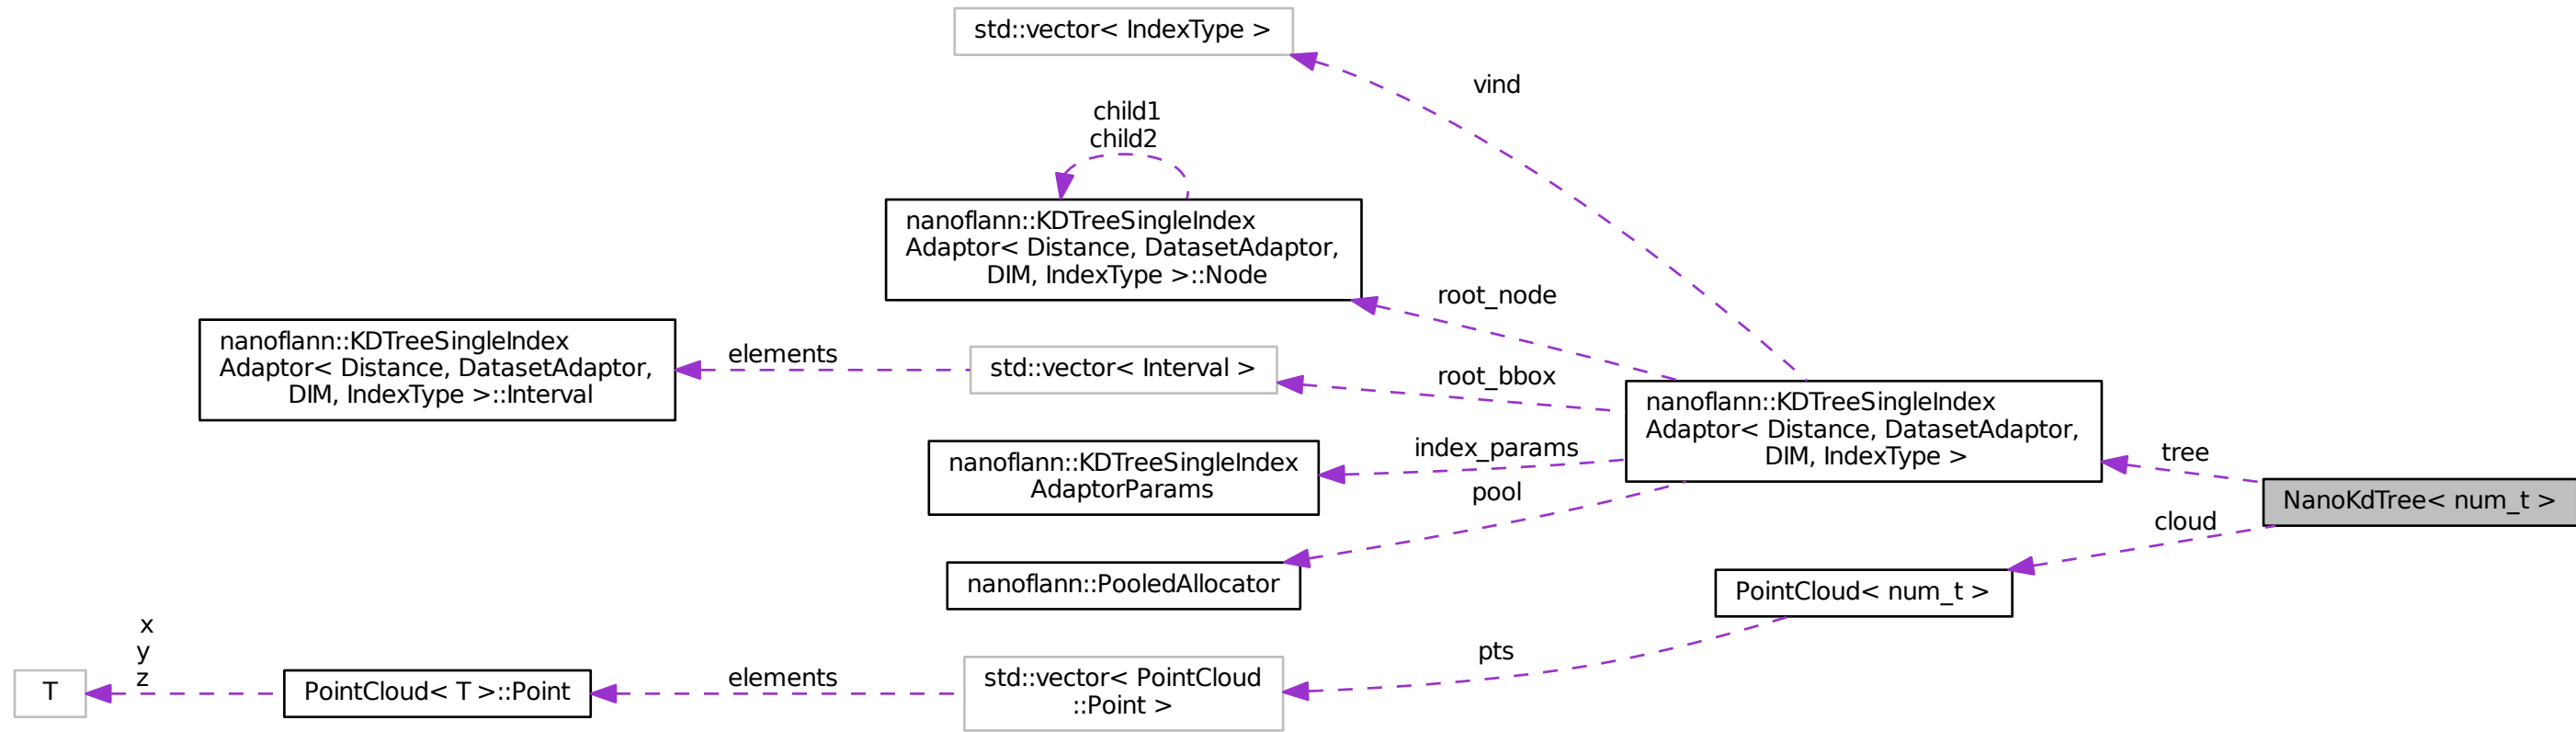 std::vector< IndexType >
vind
child1
child2
nanoflann::KDTreeSingleIndex
Adaptor< Distance, DatasetAdaptor,
DIM, IndexType >::Node
root_node
nanoflann::KDTreeSingleIndex
Adaptor< Distance, DatasetAdaptor,
DIM, IndexType >::Interval
elements
std::vector< Interval >
root_bbox
nanoflann::KDTreeSingleIndex
Adaptor< Distance, DatasetAdaptor,
DIM, IndexType >
index_params
nanoflann::KDTreeSingleIndex
AdaptorParams
tree
pool
NanoKdTree< num_t >
cloud
nanoflann::PooledAllocator
PointCloud< num_t >
x
y
z
T
PointCloud< T >::Point
elements
std::vector< PointCloud
::Point >
pts